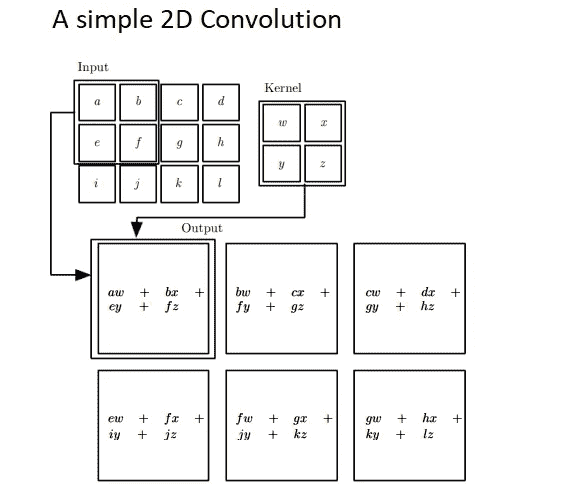 A simple 2D Convolution
Input
Kernel
a b c d
w x
e f g h
y z
i j k l
Output
aw + bx +
ey + fz
bw + cx +
fy + gz
cw + dx +
gy + hz
ew + fx +
iy + jz
fw + gx +
jy + kz
gw + hx +
ky + lz